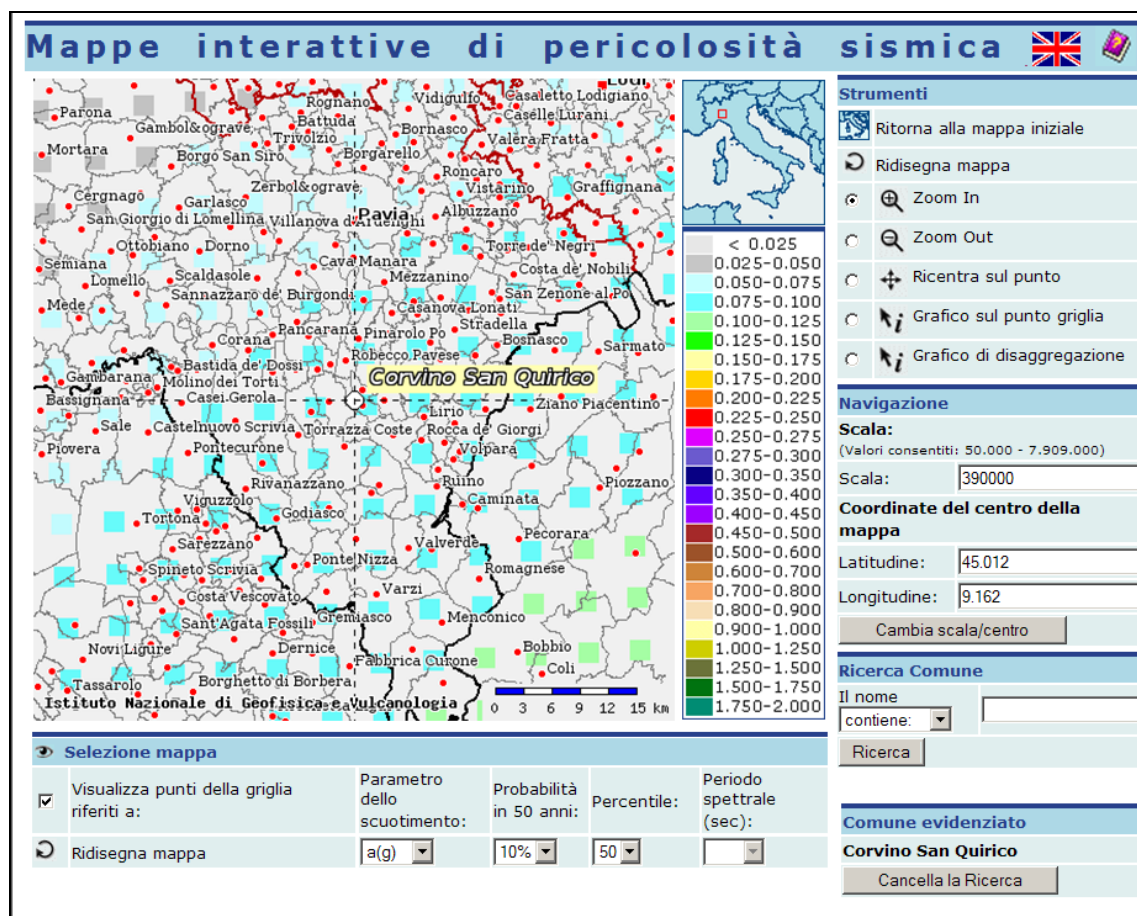 Mappe interattive di pericolosità sismica
Lodi
Parona
Rognano
Vidigulfo
Casaletto Lodigiano
Battuda
Caselle Lurani
Gambol&ograve
Trivolzio
Bornasco
Valera Fratta
Mortara
Borgo San Siro
Borgarello
Roncaro
Zerbol&ograve
Vistarino
Graffignana
Cergnago
Garlasco
San Giorgio di Lomellina
Villanova d'Ardenghi
Pavia
Albuzzano
Ottobiano
Dorno
Torre de' Negri
Semiana
Cava Manara
Costa de' Nobili
Lomello
Scaldasole
Mezzanino
Mede
Sannazzaro de' Burgondi
San Zenone al Po
Casanova Lonati
Pancarana
Pinarolo Po
Stradella
Corana
Bosnasco
Sarmato
Bastida de' Dossi
Robecco Pavese
Gambarana
Molino dei Torti
Corvino San Quirico
Bassignana
Casei Gerola
Ziano Piacentino
Lirio
Sale
Castelnuovo Scrivia
Torrazza Coste
Rocca de' Giorgi
Piovera
Pontecurone
Volpara
Rivanazzano
Ruino
Piozzano
Viguzzolo
Caminata
Tortona
Godiasco
Sarezzano
Valverde
Pecorara
Ponte Nizza
Spineto Scrivia
Romagnese
Costa Vescovato
Varzi
Sant'Agata Fossili
Gremiasco
Menconico
Novi Ligure
Dernice
Bobbio
Fabbrica Curone
Coli
Tassarolo
Borghetto di Borbera
Istituto Nazionale di Geofisica e Vulcanologia
0 3 6 9 12 15 km
< 0.025
0.025-0.050
0.050-0.075
0.075-0.100
0.100-0.125
0.125-0.150
0.150-0.175
0.175-0.200
0.200-0.225
0.225-0.250
0.250-0.275
0.275-0.300
0.300-0.350
0.350-0.400
0.400-0.450
0.450-0.500
0.500-0.600
0.600-0.700
0.700-0.800
0.800-0.900
0.900-1.000
1.000-1.250
1.250-1.500
1.500-1.750
1.750-2.000
Strumenti
Ritorna alla mappa iniziale
Ridisegna mappa
Zoom In
Zoom Out
Ricentra sul punto
Grafico sul punto griglia
Grafico di disaggregazione
Navigazione
Scala:
(Valori consentiti: 50.000 - 7.909.000)
Scala: 390000
Coordinate del centro della
mappa
Latitudine: 45.012
Longitudine: 9.162
Cambia scala/centro
Ricerca Comune
Il nome
contiene:
Ricerca
Comune evidenziato
Corvino San Quirico
Cancella la Ricerca
Selezione mappa
Visualizza punti della griglia
riferiti a:
Parametro
dello
scuotimento:
Probabilità
in 50 anni:
Percentile:
Periodo
spettrale
(sec):
Ridisegna mappa
a(g)
10%
50